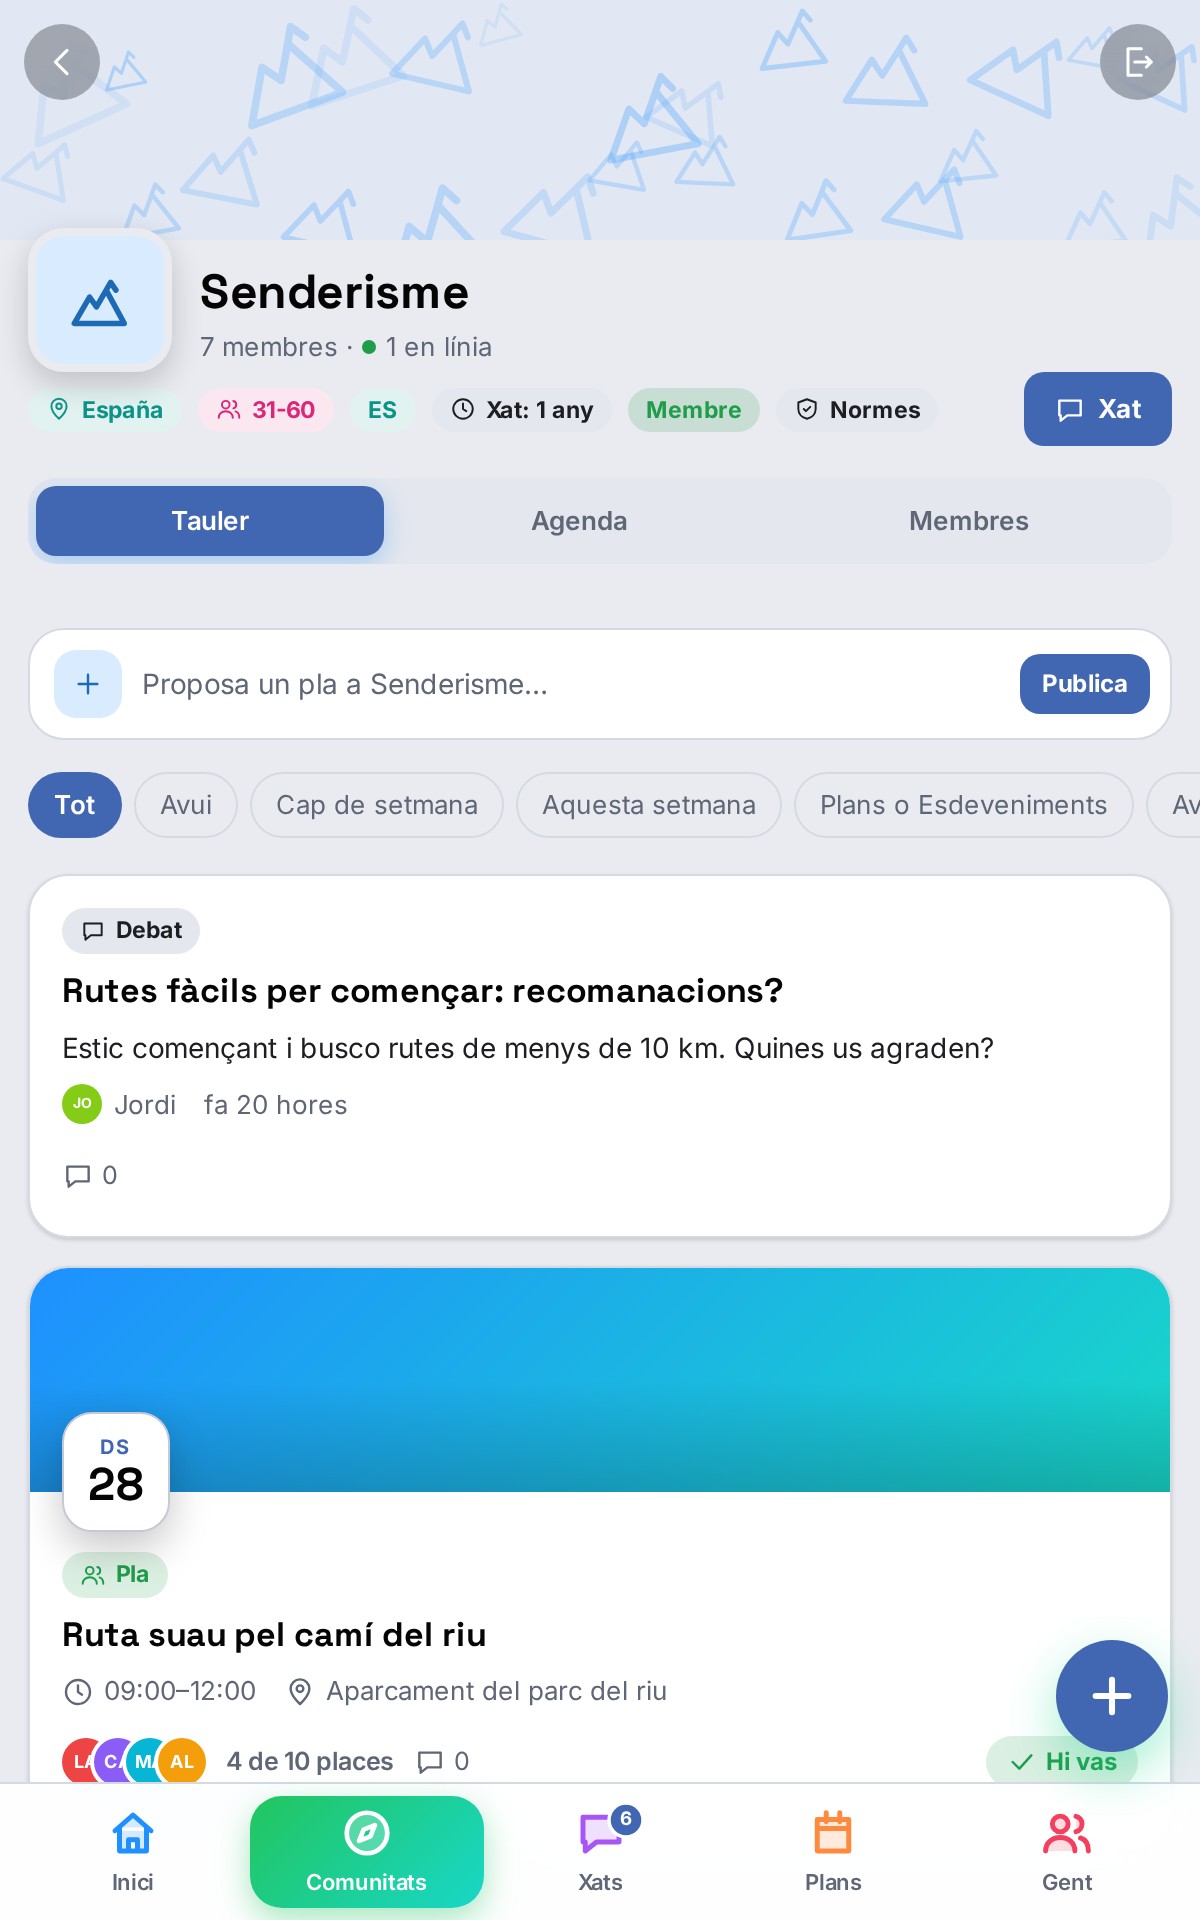 Senderisme
7 membres · 1 en línia
España
31-60
ES
Xat: 1 any
Membre
Normes
Xat
Tauler
Agenda
Membres
Proposa un pla a Senderisme...
Publica
Tot
Avui
Cap de setmana
Aquesta setmana
Plans o Esdeveniments
Debat
Rutes fàcils per començar: recomanacions?
Estic començant i busco rutes de menys de 10 km. Quines us agraden?
JO Jordi fa 20 hores
0
DS
28
Pla
Ruta suau pel camí del riu
09:00–12:00 Aparcament del parc del riu
AL 4 de 10 places 0
Hi vas
Inici
Comunitats
6
Xats
Plans
Gent